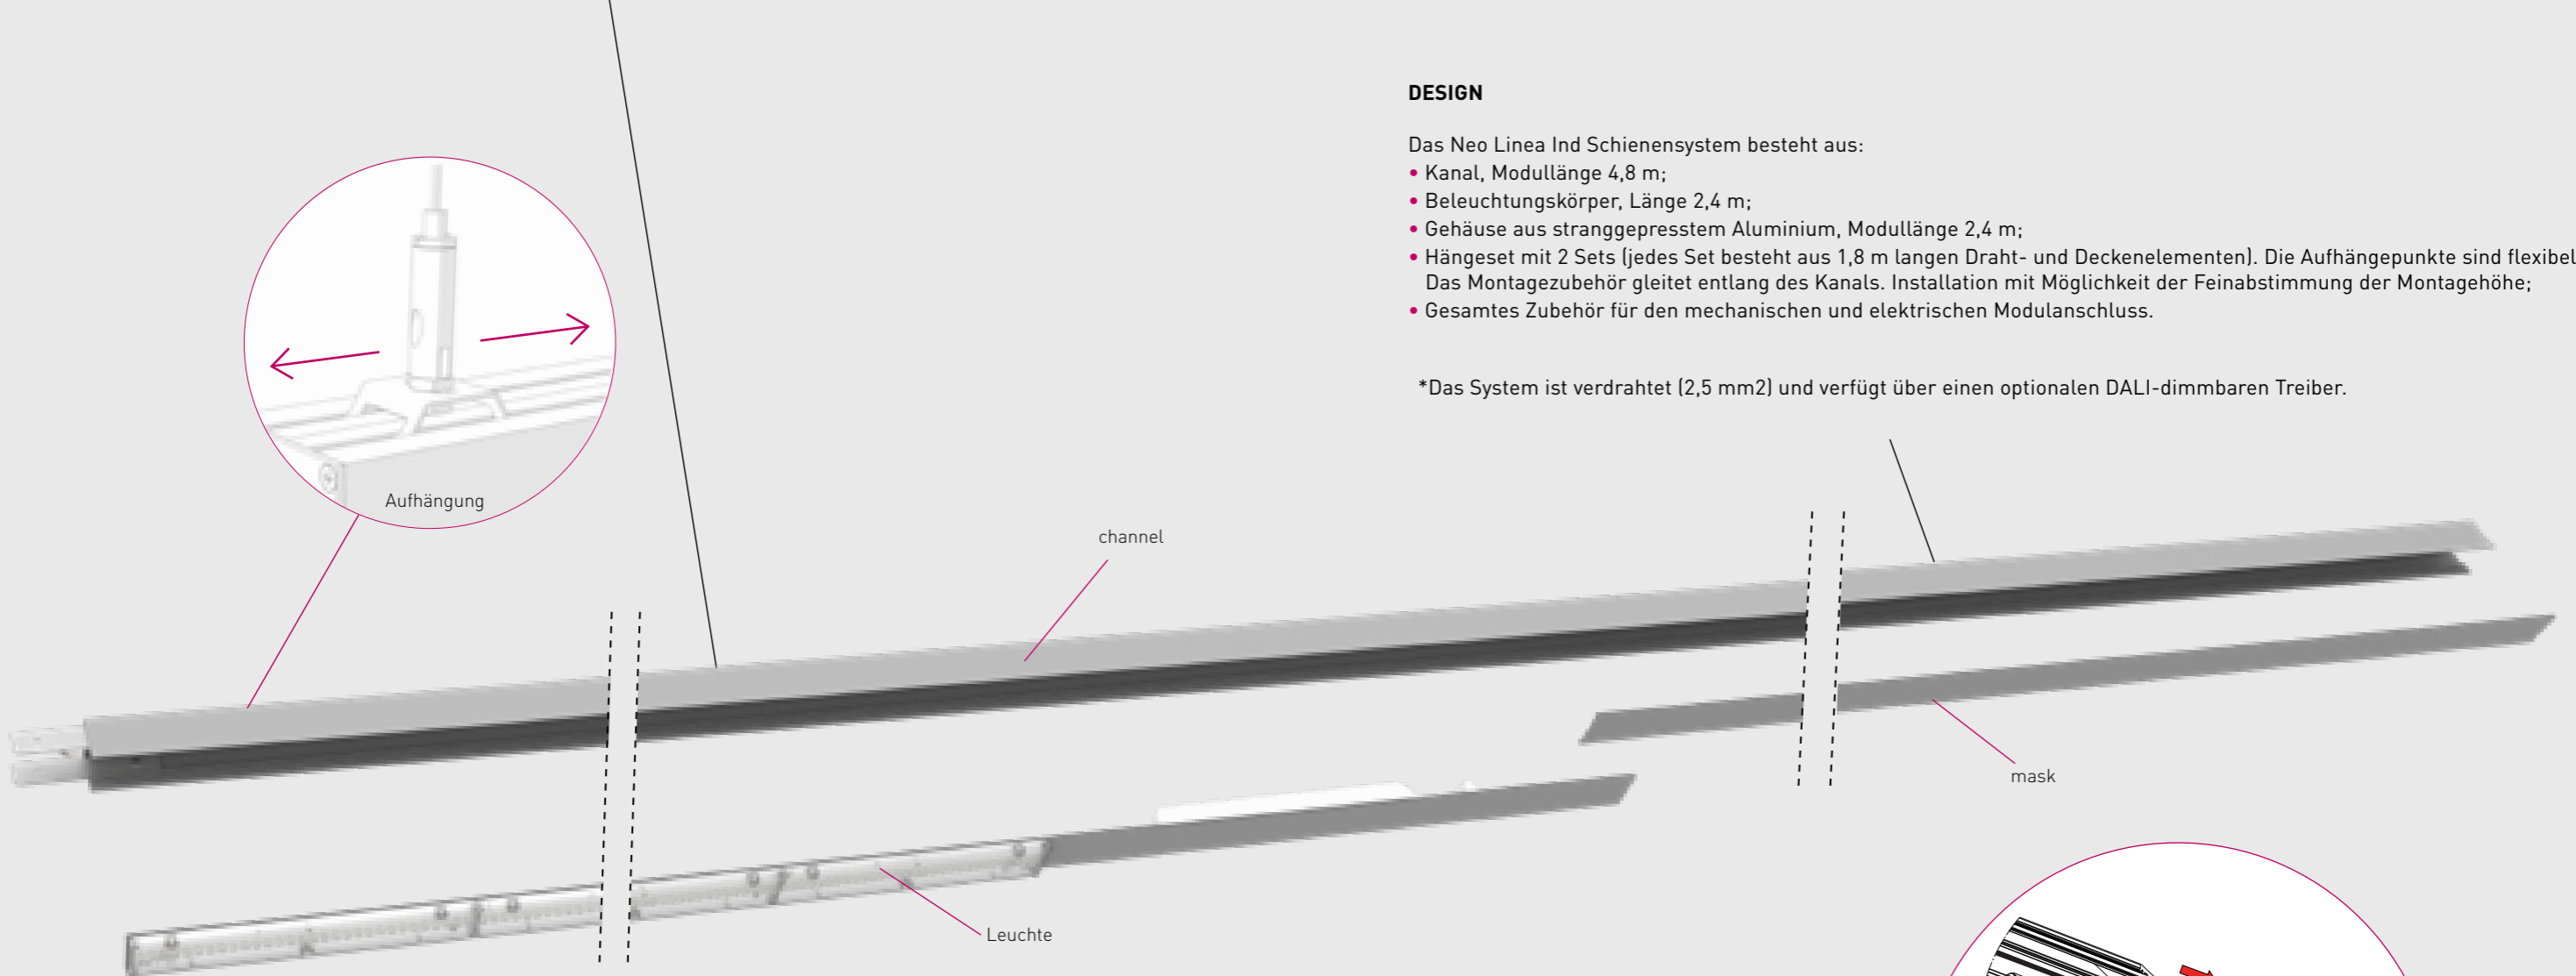 DESIGN
Das Neo Linea Ind Schienensystem besteht aus:
• Kanal, Modullänge 4,8 m;
• Beleuchtungskörper, Länge 2,4 m;
• Gehäuse aus stranggepresstem Aluminium, Modullänge 2,4 m;
• Hängeset mit 2 Sets (jedes Set besteht aus 1,8 m langen Draht- und Deckenelementen). Die Aufhängepunkte sind flexibel
Das Montagezubehör gleitet entlang des Kanals. Installation mit Möglichkeit der Feinabstimmung der Montagehöhe;
• Gesamtes Zubehör für den mechanischen und elektrischen Modulanschluss.
*Das System ist verdrahtet (2,5 mm2) und verfügt über einen optionalen DALI-dimmbaren Treiber.
Aufhängung
channel
mask
Leuchte